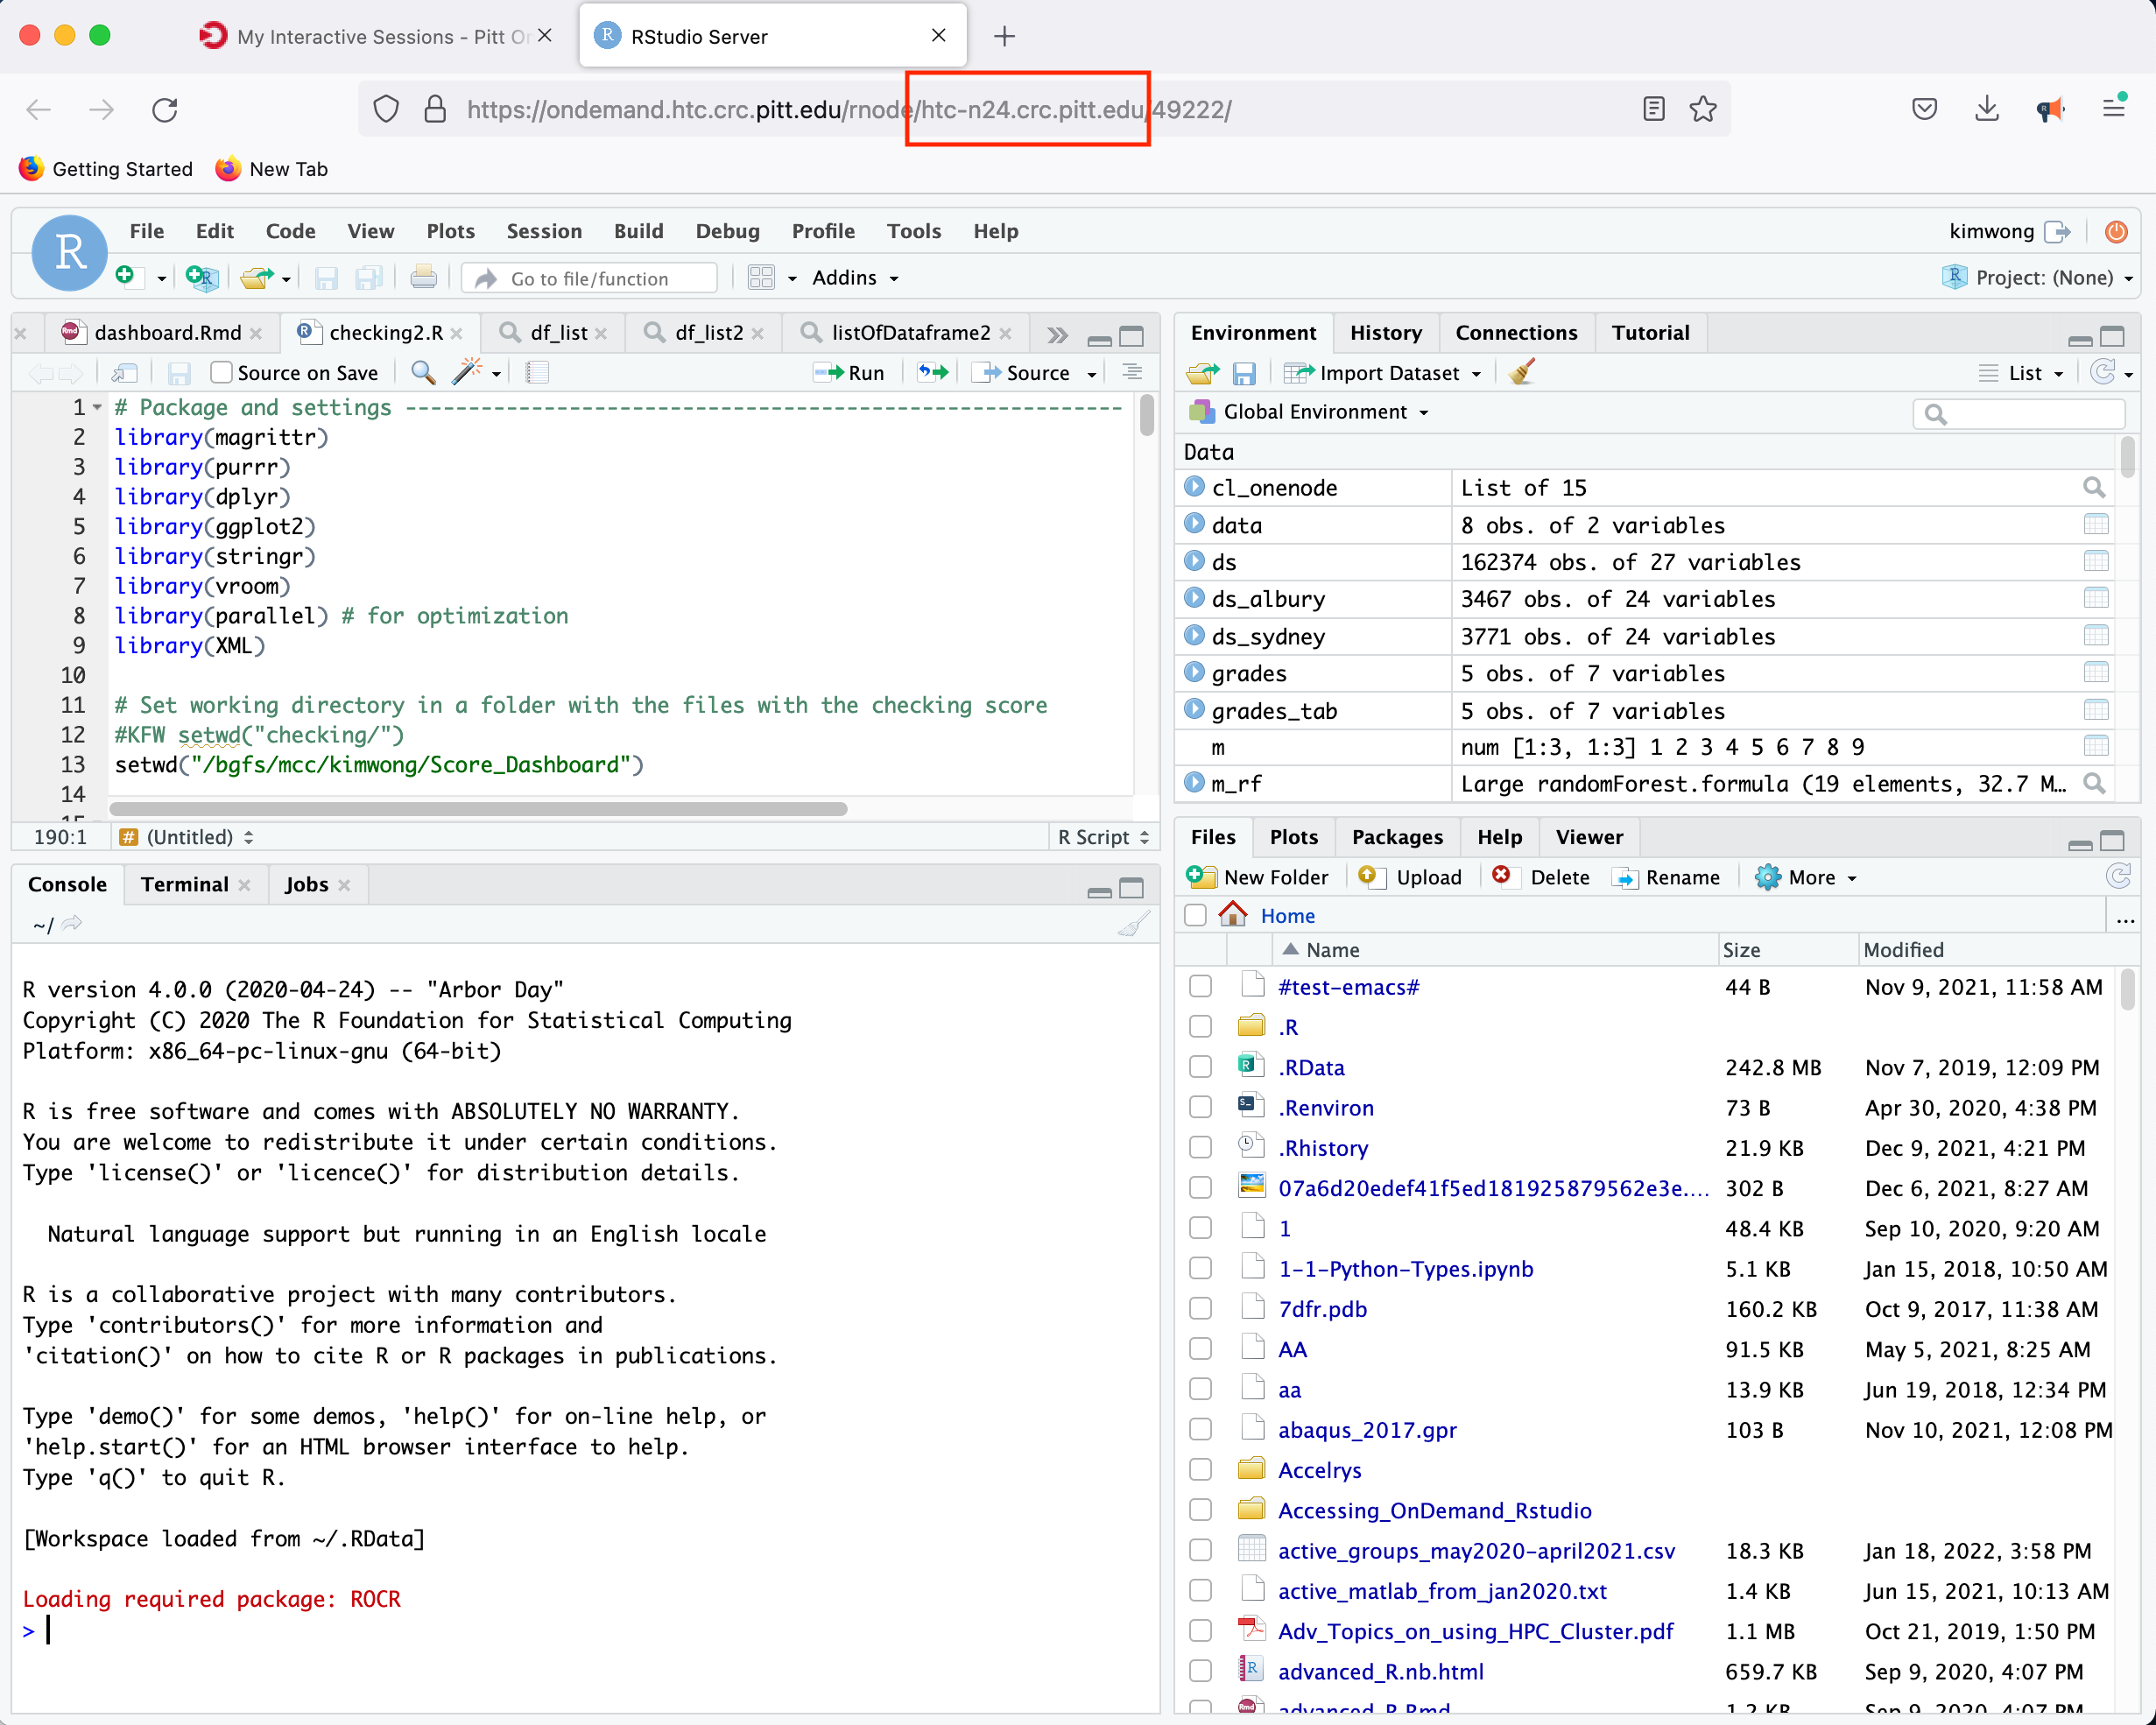 My Interactive Sessions - Pitt On
RStudio Server
https://ondemand.htc.crc.pitt.edu/rnode/htc-n24.crc.pitt.edu/49222/
Getting Started
New Tab
R
File Edit Code View Plots Session Build Debug Profile Tools Help
kimwong
Go to file/function
Addins
Project: (None)
dashboard.Rmd
checking2.R
df_list
df_list2
listOfDataframe2
Source on Save
Run
Source
1 # Package and settings ---------------------------------------------------------
2 library(magrittr)
3 library(purrr)
4 library(dplyr)
5 library(ggplot2)
6 library(stringr)
7 library(vroom)
8 library(parallel) # for optimization
9 library(XML)
10
11 # Set working directory in a folder with the files with the checking score
12 #KFW setwd("checking/")
13 setwd("/bgfs/mcc/kimwong/Score_Dashboard")
14
15
190:1
# (Untitled)
R Script
Console
Terminal
Jobs
~/
R version 4.0.0 (2020-04-24) -- "Arbor Day"
Copyright (C) 2020 The R Foundation for Statistical Computing
Platform: x86_64-pc-linux-gnu (64-bit)
R is free software and comes with ABSOLUTELY NO WARRANTY.
You are welcome to redistribute it under certain conditions.
Type 'license()' or 'licence()' for distribution details.
Natural language support but running in an English locale
R is a collaborative project with many contributors.
Type 'contributors()' for more information and
'citation()' on how to cite R or R packages in publications.
Type 'demo()' for some demos, 'help()' for on-line help, or
'help.start()' for an HTML browser interface to help.
Type 'q()' to quit R.
[Workspace loaded from ~/.RData]
Loading required package: ROCR
>
Environment
History
Connections
Tutorial
Import Dataset
List
Global Environment
Data
cl_onenode List of 15
data 8 obs. of 2 variables
ds 162374 obs. of 27 variables
ds_albury 3467 obs. of 24 variables
ds_sydney 3771 obs. of 24 variables
grades 5 obs. of 7 variables
grades_tab 5 obs. of 7 variables
m num [1:3, 1:3] 1 2 3 4 5 6 7 8 9
m_rf Large randomForest.formula (19 elements, 32.7 M…
Files
Plots
Packages
Help
Viewer
New Folder
Upload
Delete
Rename
More
Home
...
Name Size Modified
#test-emacs# 44 B Nov 9, 2021, 11:58 AM
.R
.RData 242.8 MB Nov 7, 2019, 12:09 PM
.Renviron 73 B Apr 30, 2020, 4:38 PM
.Rhistory 21.9 KB Dec 9, 2021, 4:21 PM
07a6d20edef41f5ed181925879562e3e.... 302 B Dec 6, 2021, 8:27 AM
1 48.4 KB Sep 10, 2020, 9:20 AM
1-1-Python-Types.ipynb 5.1 KB Jan 15, 2018, 10:50 AM
7dfr.pdb 160.2 KB Oct 9, 2017, 11:38 AM
AA 91.5 KB May 5, 2021, 8:25 AM
aa 13.9 KB Jun 19, 2018, 12:34 PM
abaqus_2017.gpr 103 B Nov 10, 2021, 12:08 PM
Accelrys
Accessing_OnDemand_Rstudio
active_groups_may2020-april2021.csv 18.3 KB Jan 18, 2022, 3:58 PM
active_matlab_from_jan2020.txt 1.4 KB Jun 15, 2021, 10:13 AM
Adv_Topics_on_using_HPC_Cluster.pdf 1.1 MB Oct 21, 2019, 1:50 PM
advanced_R.nb.html 659.7 KB Sep 9, 2020, 4:07 PM
advanced_R.Rmd 1.2 KB Sep 9, 2020, 4:07 PM